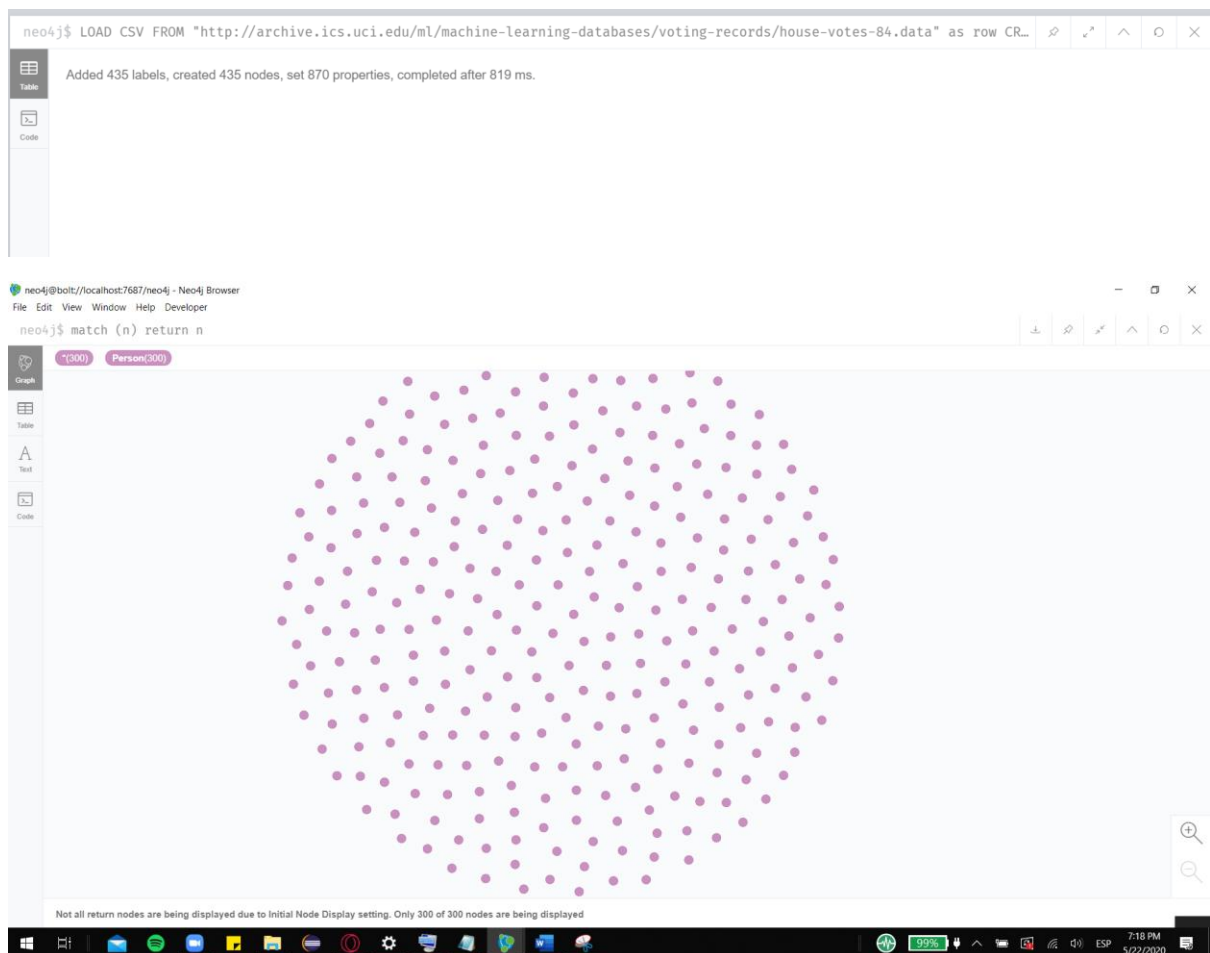 neo4j$ LOAD CSV FROM "http://archive.ics.uci.edu/ml/machine-learning-databases/voting-records/house-votes-84.data" as row CR…
Table
Added 435 labels, created 435 nodes, set 870 properties, completed after 819 ms.
Code
neo4j@bolt://localhost:7687/neo4j - Neo4j Browser
File Edit View Window Help Developer
neo4j$ match (n) return n
*(300) Person(300)
Graph
Table
A
Text
Code
Not all return nodes are being displayed due to Initial Node Display setting. Only 300 of 300 nodes are being displayed
99% ESP 7:18 PM
5/22/2020